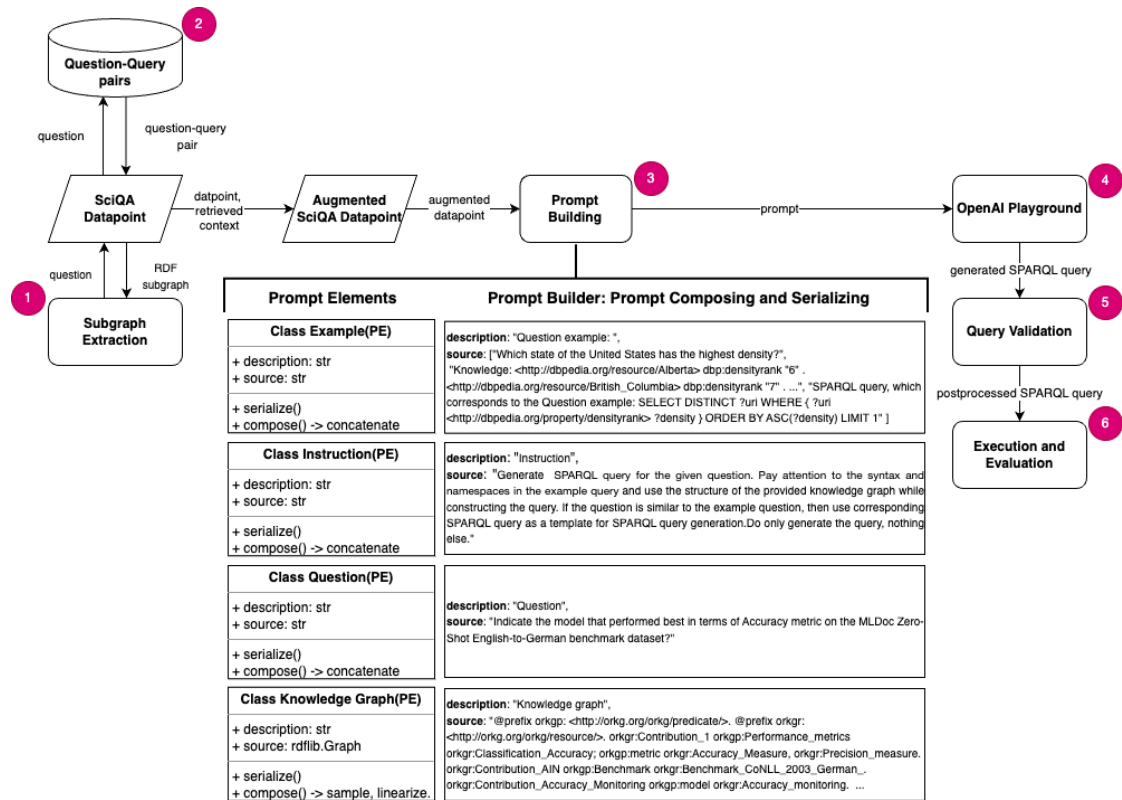 2
Question-Query
pairs
question
question-query
pair
SciQA
Datapoint
datpoint,
retrieved
context
Augmented
SciQA Datapoint
augmented
datapoint
3
Prompt
Building
prompt
4
OpenAI Playground
question
RDF
subgraph
1
Subgraph
Extraction
generated SPARQL query
5
Query Validation
postprocessed SPARQL query
6
Execution and
Evaluation
Prompt Elements
Prompt Builder: Prompt Composing and Serializing
Class Example(PE)
+ description: str
+ source: str
+ serialize()
+ compose() -> concatenate
description: "Question example: ",
source: ["Which state of the United States has the highest density?",
"Knowledge: <http://dbpedia.org/resource/Alberta> dbp:densityrank "6" .
<http://dbpedia.org/resource/British_Columbia> dbp:densityrank "7" . ...", "SPARQL query, which
corresponds to the Question example: SELECT DISTINCT ?uri WHERE { ?uri
<http://dbpedia.org/property/densityrank> ?density } ORDER BY ASC(?density) LIMIT 1" ]
Class Instruction(PE)
+ description: str
+ source: str
+ serialize()
+ compose() -> concatenate
description: "Instruction",
source: "Generate SPARQL query for the given question. Pay attention to the syntax and
namespaces in the example query and use the structure of the provided knowledge graph while
constructing the query. If the question is similar to the example question, then use corresponding
SPARQL query as a template for SPARQL query generation.Do only generate the query, nothing
else."
Class Question(PE)
+ description: str
+ source: str
+ serialize()
+ compose() -> concatenate
description: "Question",
source: "Indicate the model that performed best in terms of Accuracy metric on the MLDoc Zero-
Shot English-to-German benchmark dataset?"
Class Knowledge Graph(PE)
+ description: str
+ source: rdflib.Graph
+ serialize()
+ compose() -> sample, linearize.
description: "Knowledge graph",
source: "@prefix orkgp: <http://orkg.org/orkg/predicate/>. @prefix orkgr:
<http://orkg.org/orkg/resource/>. orkgr:Contribution_1 orkgp:Performance_metrics
orkgr:Classification_Accuracy; orkgp:metric orkgr:Accuracy_Measure, orkgr:Precision_measure.
orkgr:Contribution_AIN orkgp:Benchmark orkgr:Benchmark_CoNLL_2003_German_.
orkgr:Contribution_Accuracy_Monitoring orkgp:model orkgr:Accuracy_monitoring. ...